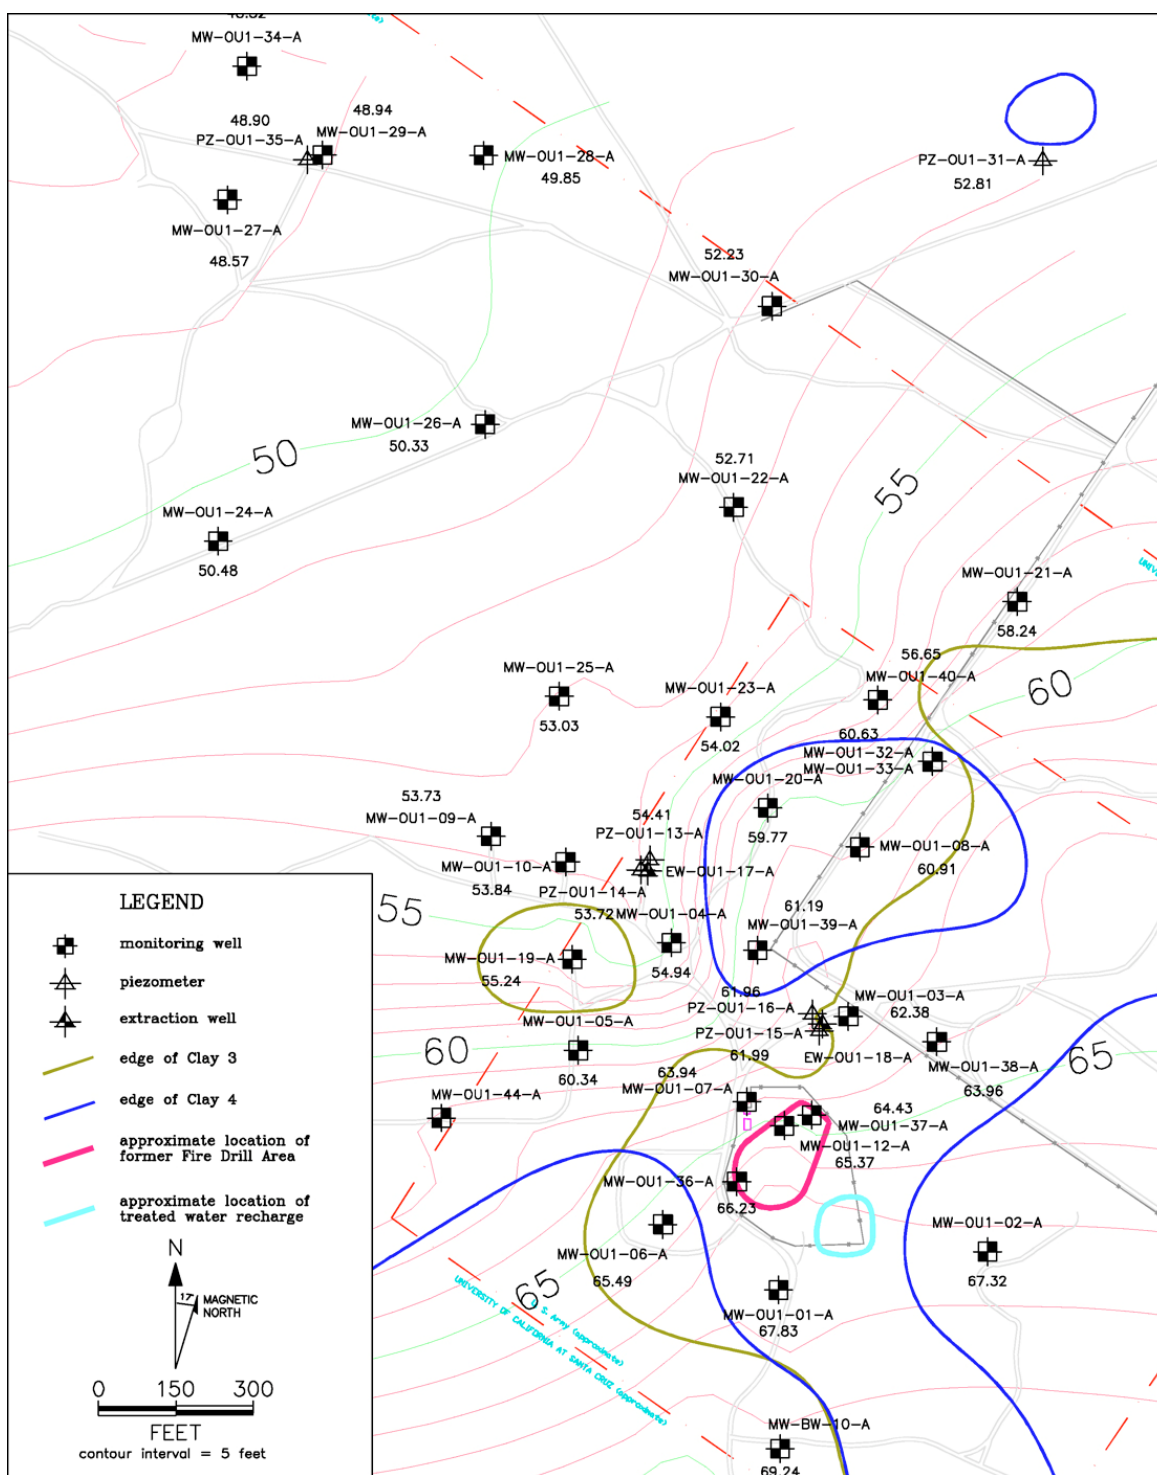 MW-OU1-34-A
48.94
48.90
MW-OU1-29-A
PZ-OU1-35-A
MW-OU1-28-A
49.85
PZ-OU1-31-A
52.81
MW-OU1-27-A
48.57
52.23
MW-OU1-30-A
MW-OU1-26-A
50.33
50
52.71
MW-OU1-22-A
55
MW-OU1-24-A
50.48
MW-OU1-21-A
58.24
56.65
MW-OU1-40-A
60
MW-OU1-25-A
53.03
MW-OU1-23-A
54.02
60.63
MW-OU1-32-A
MW-OU1-33-A
MW-OU1-20-A
59.77
53.73
MW-OU1-09-A
54.41
PZ-OU1-13-A
MW-OU1-08-A
60.91
MW-OU1-10-A
53.84
EW-OU1-17-A
PZ-OU1-14-A
53.72
MW-OU1-04-A
54.94
61.19
MW-OU1-39-A
55
MW-OU1-19-A
55.24
61.96
PZ-OU1-16-A
MW-OU1-03-A
62.38
PZ-OU1-15-A
61.99
EW-OU1-18-A
MW-OU1-05-A
60.34
60
MW-OU1-38-A
63.96
65
63.94
MW-OU1-07-A
MW-OU1-44-A
64.43
MW-OU1-37-A
MW-OU1-12-A
65.37
MW-OU1-36-A
66.23
MW-OU1-06-A
65.49
65
MW-OU1-02-A
67.32
MW-OU1-01-A
67.83
U.S. Army (approximate)
UNIVERSITY OF CALIFORNIA AT SANTA CRUZ (approximate)
MW-BW-10-A
69.24
LEGEND
monitoring well
piezometer
extraction well
edge of Clay 3
edge of Clay 4
approximate location of
former Fire Drill Area
approximate location of
treated water recharge
N
17
MAGNETIC
NORTH
0 150 300
FEET
contour interval = 5 feet